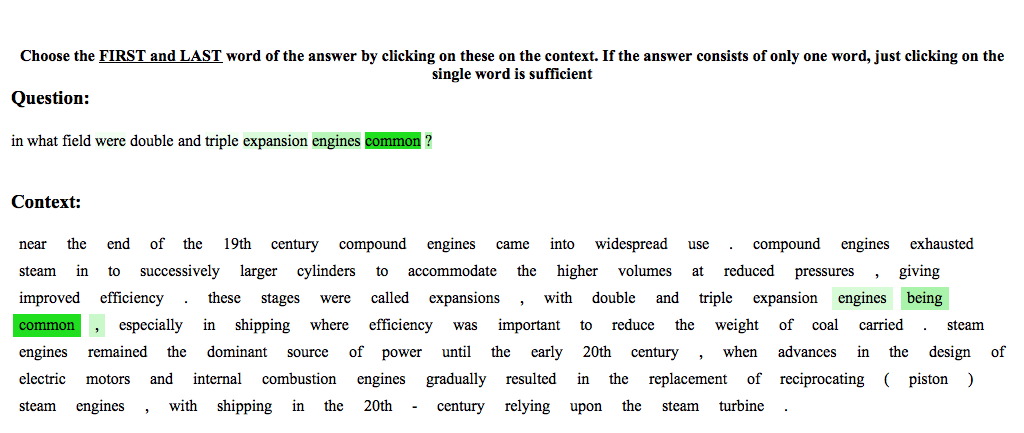 Choose the FIRST and LAST word of the answer by clicking on these on the context. If the answer consists of only one word, just clicking on the
single word is sufficient
Question:
in what field were double and triple expansion engines common ?
Context:
near the end of the 19th century compound engines came into widespread use . compound engines exhausted
steam in to successively larger cylinders to accommodate the higher volumes at reduced pressures , giving
improved efficiency . these stages were called expansions , with double and triple expansion engines being
common , especially in shipping where efficiency was important to reduce the weight of coal carried . steam
engines remained the dominant source of power until the early 20th century , when advances in the design of
electric motors and internal combustion engines gradually resulted in the replacement of reciprocating ( piston )
steam engines , with shipping in the 20th - century relying upon the steam turbine .